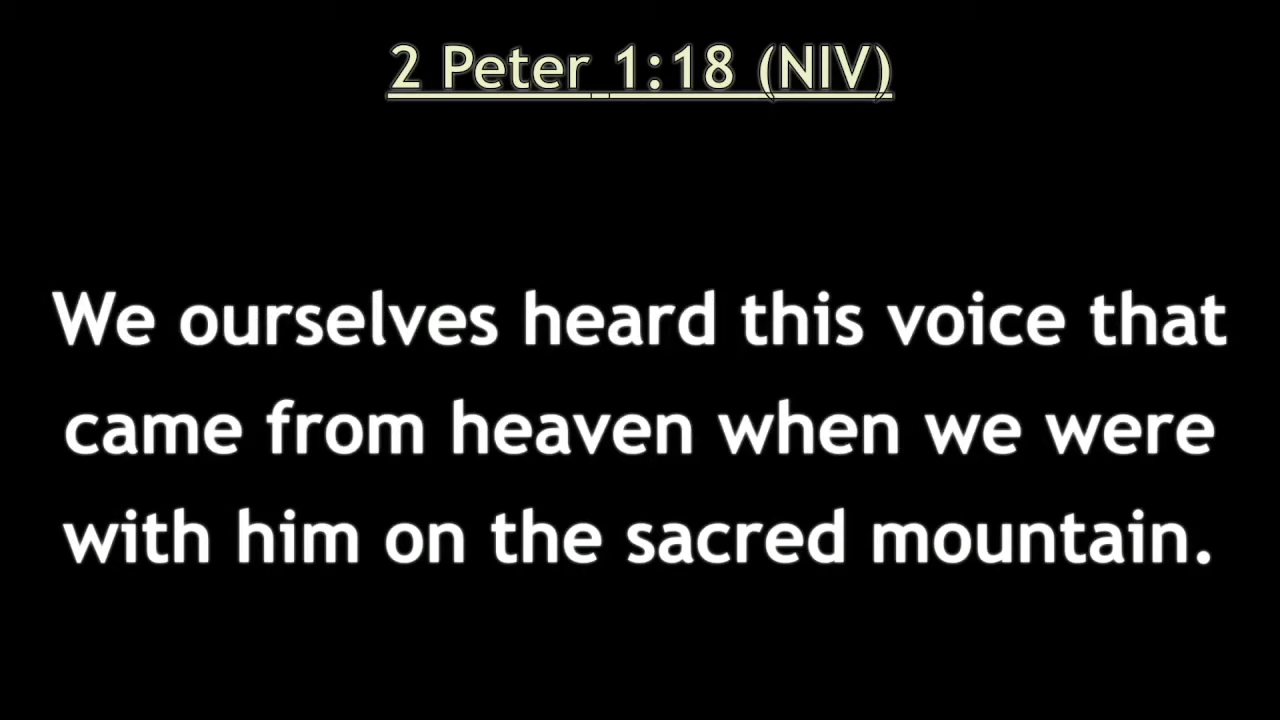 2 Peter 1:18 (NIV)
We ourselves heard this voice that
came from heaven when we were
with him on the sacred mountain.